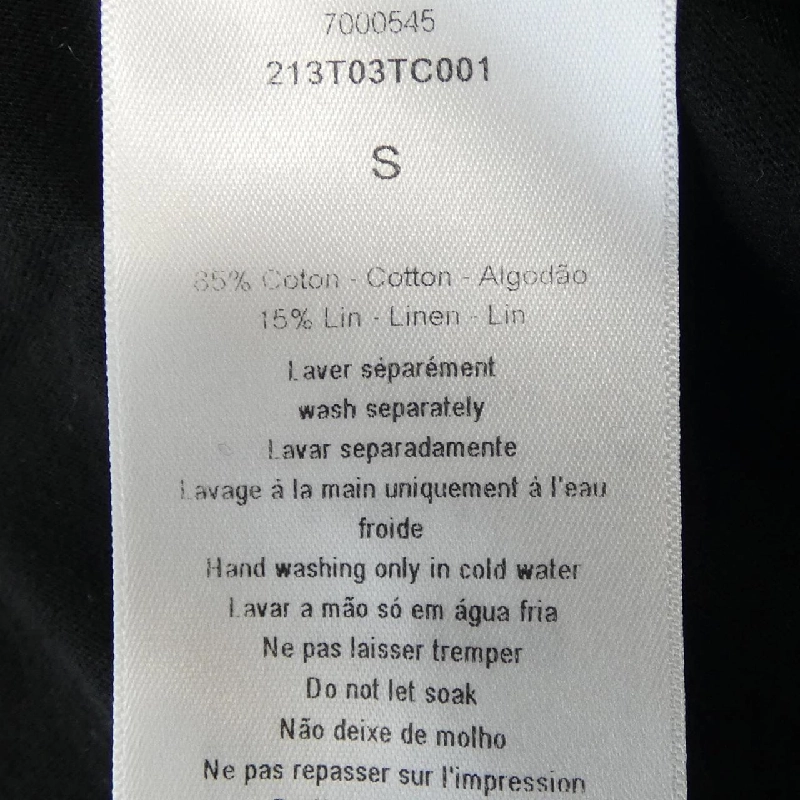 7000545
213T03TC001
S
85% Coton - Cotton - Algodão
15% Lin - Linen - Lin
Laver séparément
wash separately
Lavar separadamente
Lavage à la main uniquement à l'eau
froide
Hand washing only in cold water
Lavar a mão só em água fria
Ne pas laisser tremper
Do not let soak
Não deixe de molho
Ne pas repasser sur l'impression